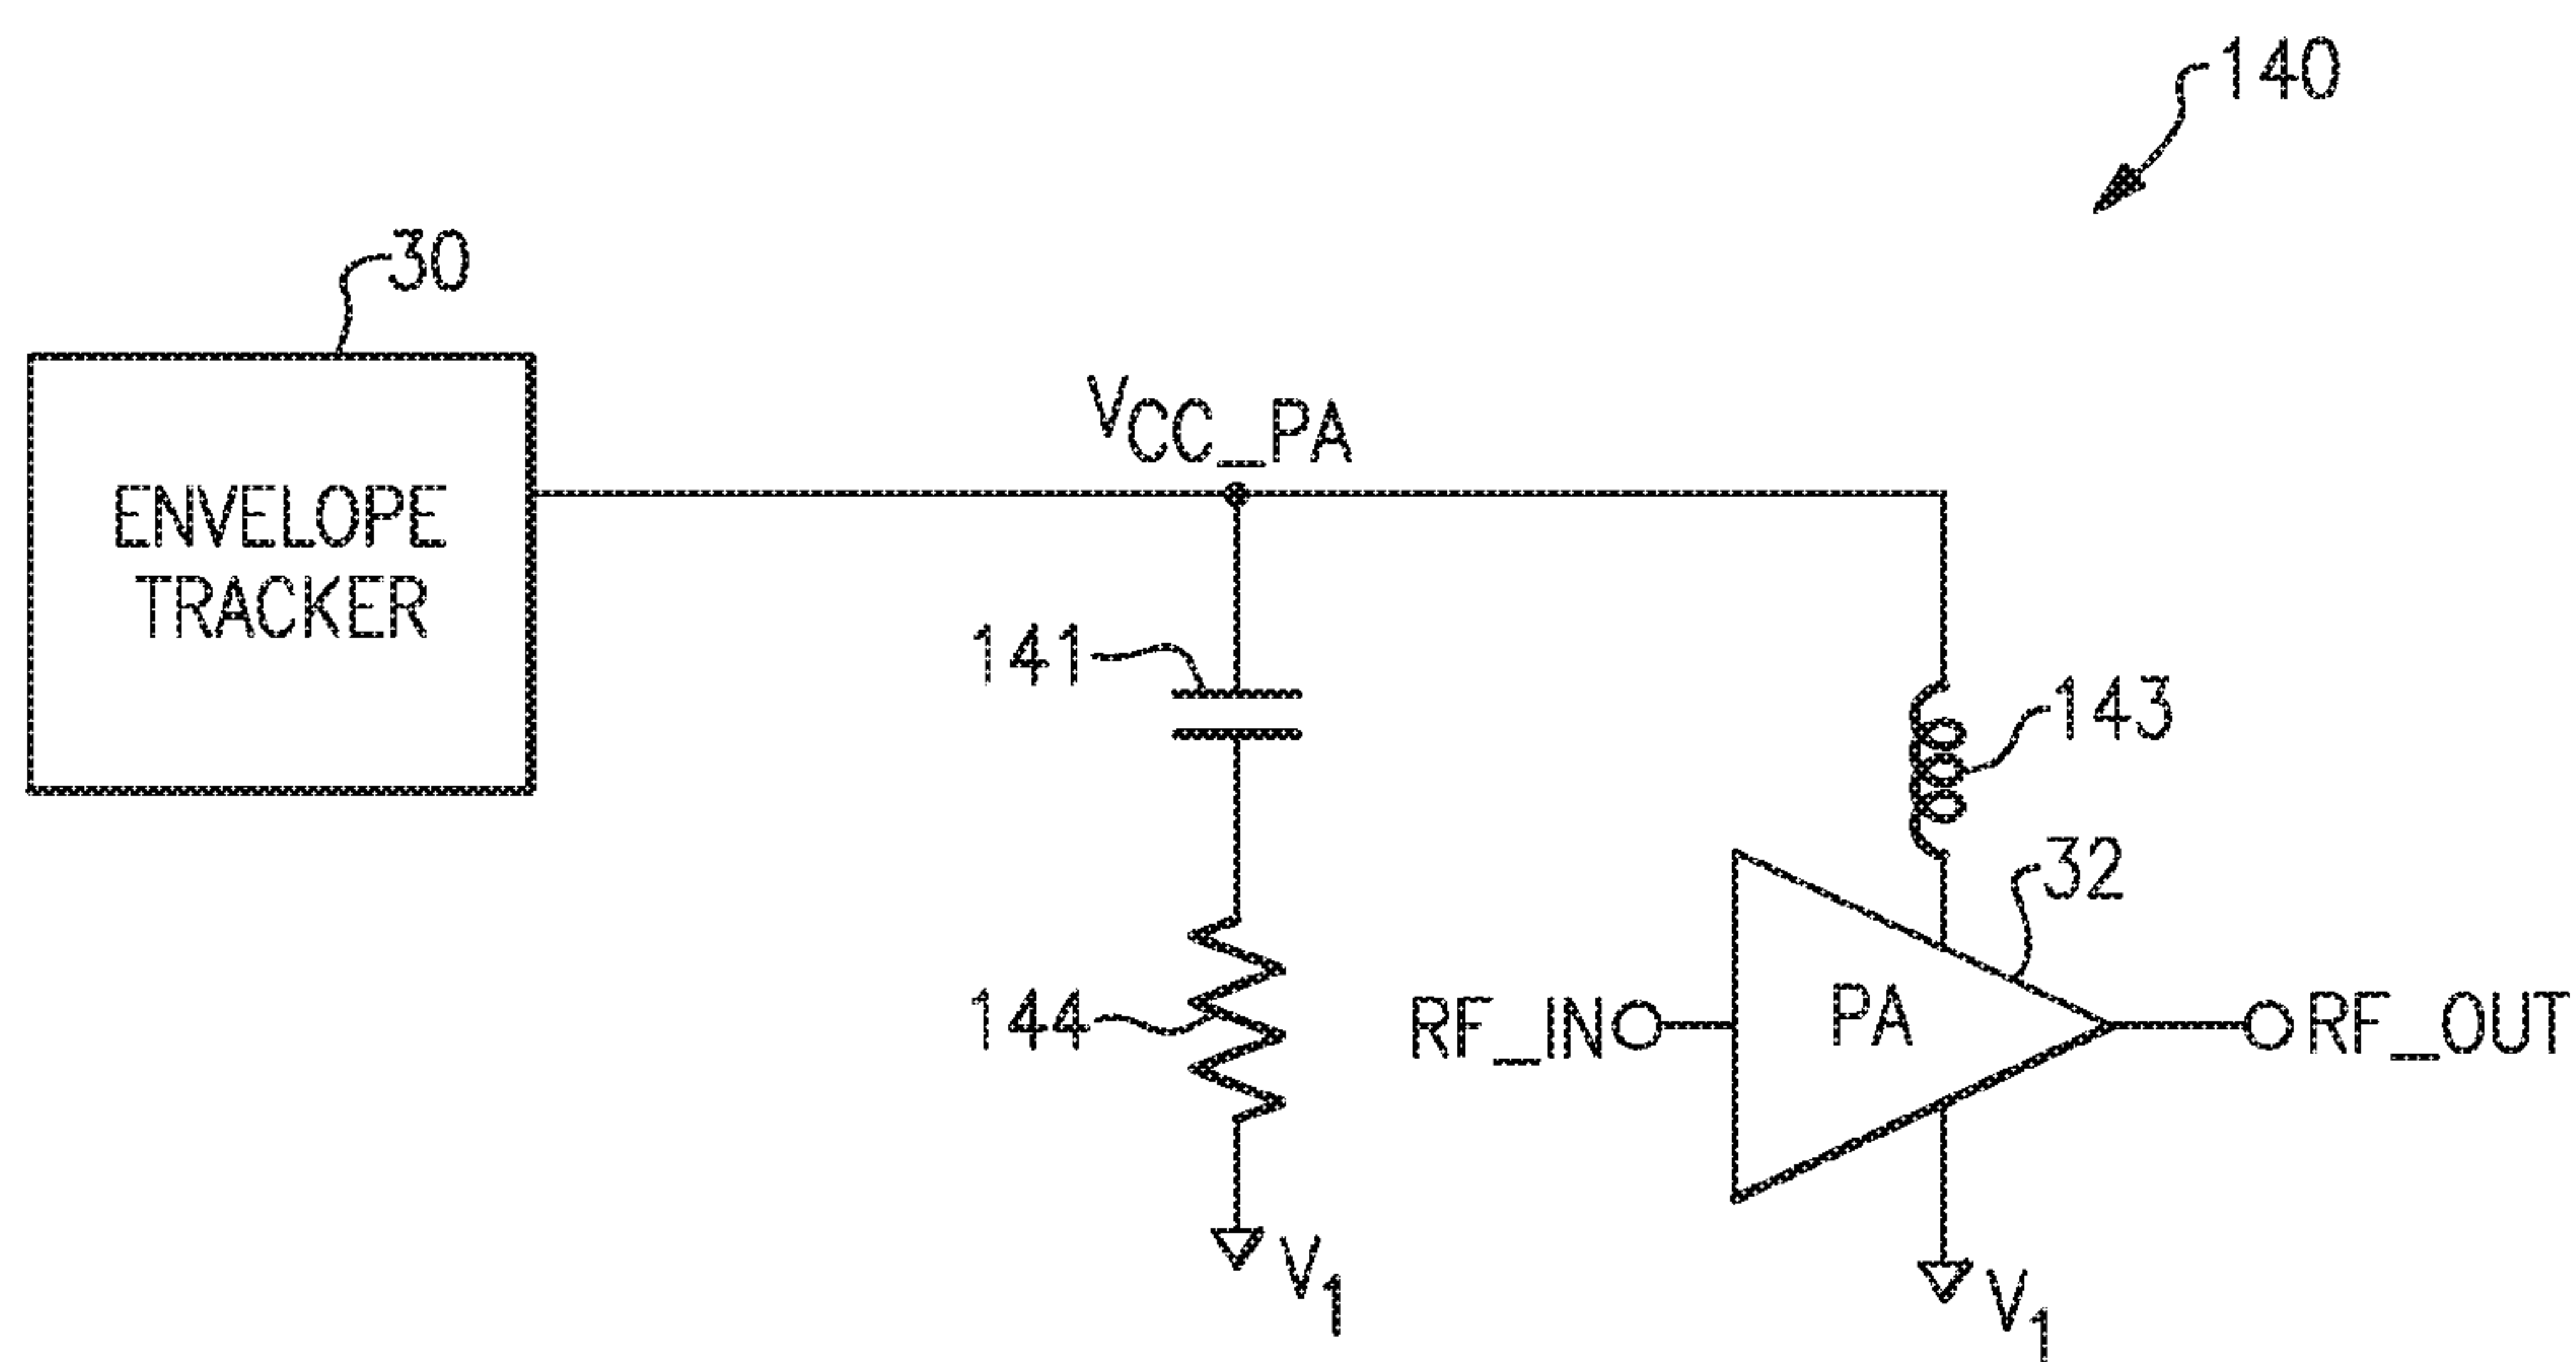 140
30
VCC_PA
ENVELOPE
TRACKER
141
143
32
144
RF_IN
PA
RF_OUT
V1
V1